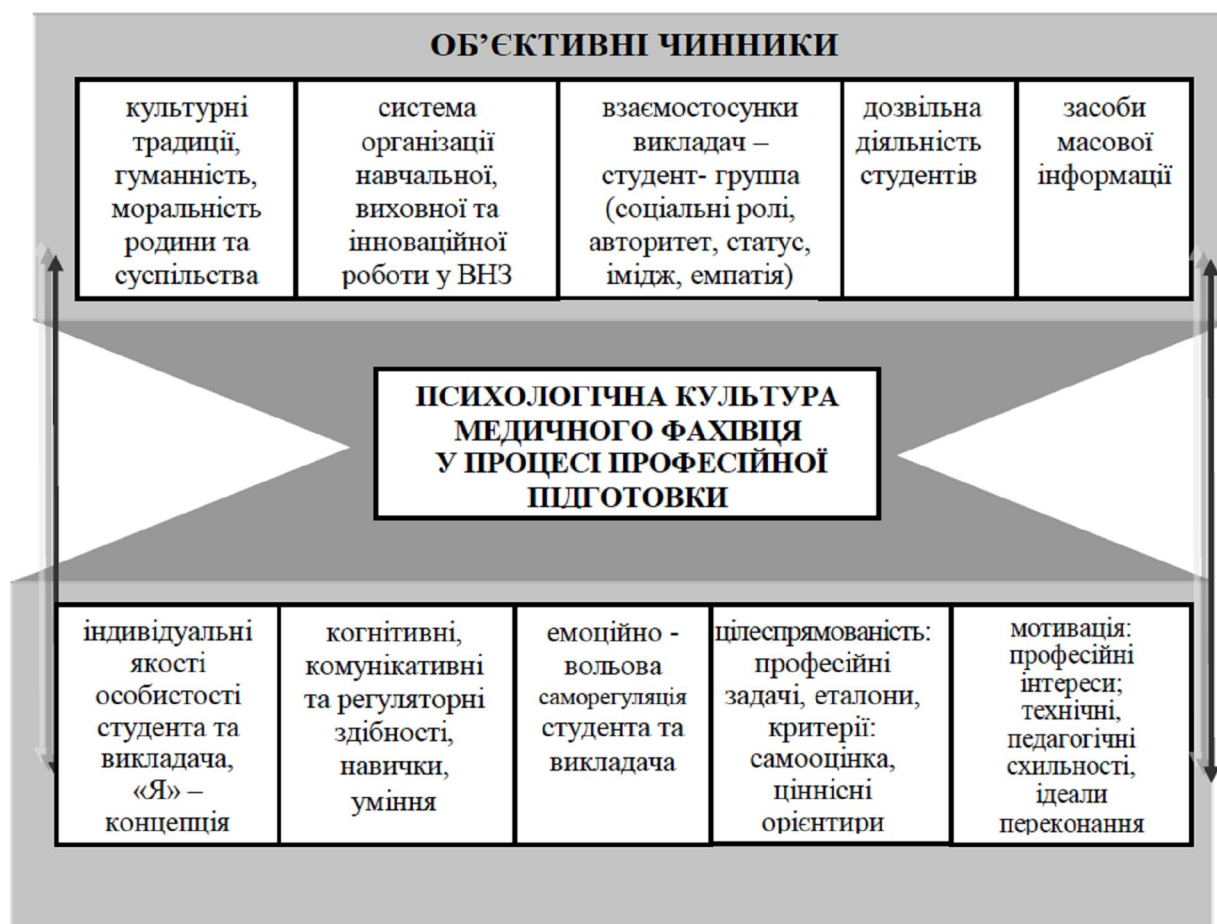 ОБ’ЄКТИВНІ ЧИННИКИ
культурні
традиції,
гуманність,
моральність
родини та
суспільства
система
організації
навчальної,
виховної та
інноваційної
роботи у ВНЗ
взаємостосунки
викладач –
студент- группа
(соціальні ролі,
авторитет, статус,
імідж, емпатія)
дозвільна
діяльність
студентів
засоби
масової
інформації
ПСИХОЛОГІЧНА КУЛЬТУРА
МЕДИЧНОГО ФАХІВЦЯ
У ПРОЦЕСІ ПРОФЕСІЙНОЇ
ПІДГОТОВКИ
індивідуальні
якості
особистості
студента та
викладача,
«Я» –
концепція
когнітивні,
комунікативні
та регуляторні
здібності,
навички,
уміння
емоційно -
вольова
саморегуляція
студента та
викладача
цілеспрямованість:
професійні
задачі, еталони,
критерії:
самооцінка,
ціннісні
орієнтири
мотивація:
професійні
інтереси;
технічні,
педагогічні
схильності,
ідеали
переконання